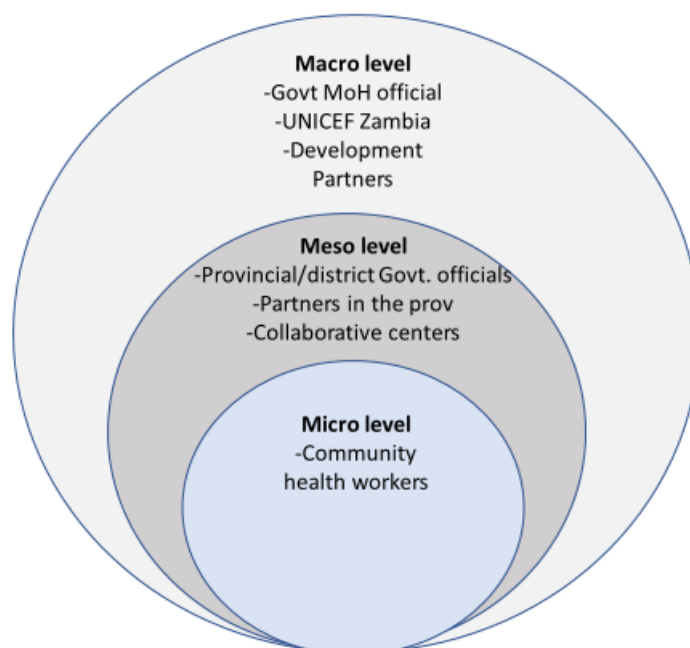 Macro level
-Govt MoH official
-UNICEF Zambia
-Development
Partners
Meso level
-Provincial/district Govt. officials
-Partners in the prov
-Collaborative centers
Micro level
-Community
health workers